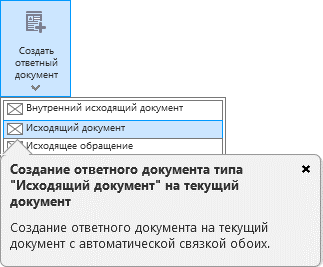 Создать
ответный
документ
Внутренний исходящий документ
Исходящий документ
Исходящее обращение
Создание ответного документа типа
"Исходящий документ" на текущий
документ
Создание ответного документа на текущий
документ с автоматической связкой обоих.